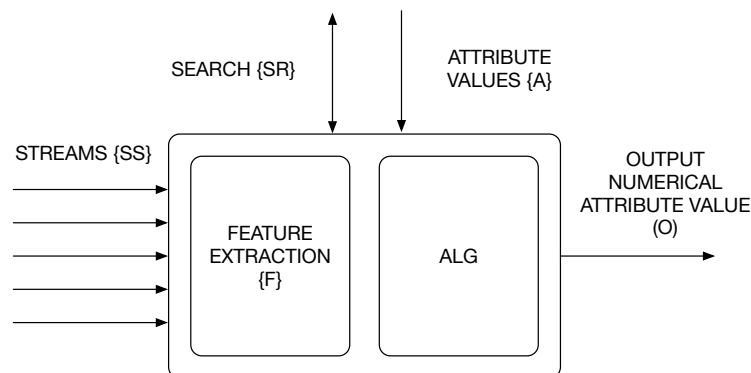 SEARCH {SR}
ATTRIBUTE
VALUES {A}
STREAMS {SS}
FEATURE
EXTRACTION
{F}
ALG
OUTPUT
NUMERICAL
ATTRIBUTE VALUE
(O)